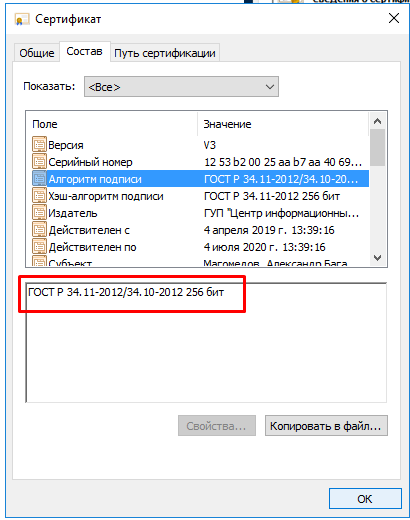 Сертификат
Общие Состав Путь сертификации
Показать: <Все>
Поле Значение
Версия V3
Серийный номер 12 53 b2 00 25 aa b7 aa 40 69...
Алгоритм подписи ГОСТ Р 34.11-2012/34.10-20...
Хэш-алгоритм подписи ГОСТ Р 34.11-2012 256 бит
Издатель ГУП "Центр информационны...
Действителен с 4 апреля 2019 г. 13:39:16
Действителен по 4 июля 2020 г. 13:39:16
Субъект Магомедов, Александр Бага...
ГОСТ Р 34.11-2012/34.10-2012 256 бит
Свойства... Копировать в файл...
OK